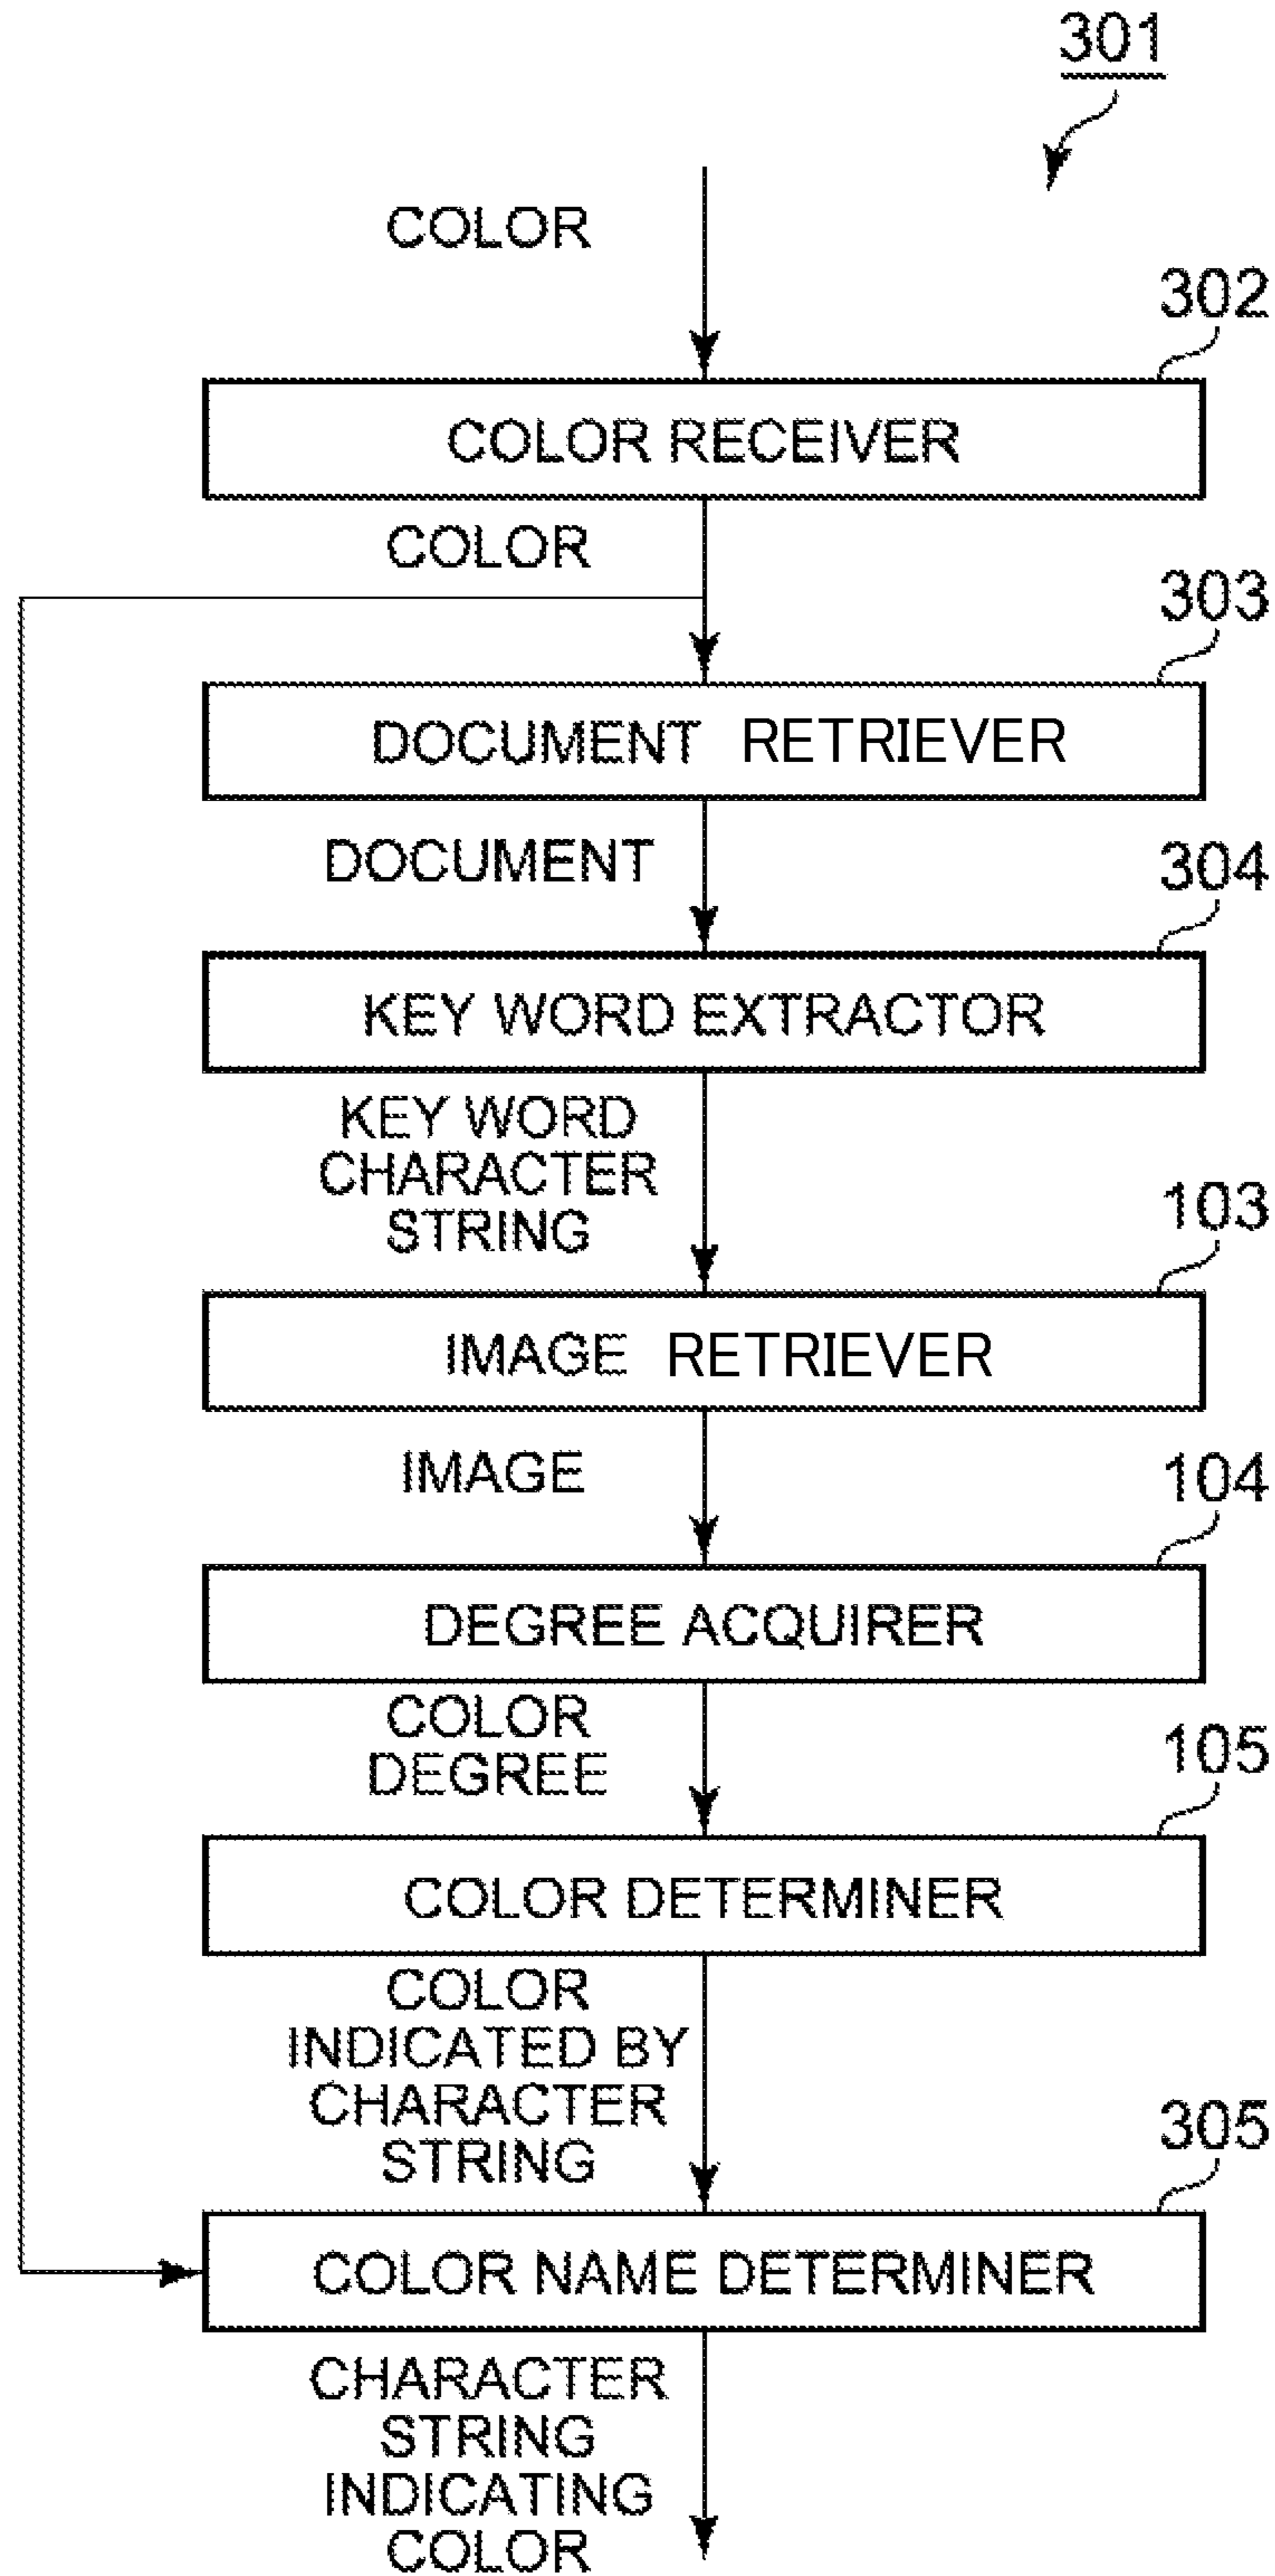 301
COLOR
302
COLOR RECEIVER
COLOR
303
DOCUMENT RETRIEVER
DOCUMENT
304
KEY WORD EXTRACTOR
KEY WORD
CHARACTER
STRING
103
IMAGE RETRIEVER
IMAGE
104
DEGREE ACQUIRER
COLOR
DEGREE
105
COLOR DETERMINER
COLOR
INDICATED BY
CHARACTER
STRING
305
COLOR NAME DETERMINER
CHARACTER
STRING
INDICATING
COLOR